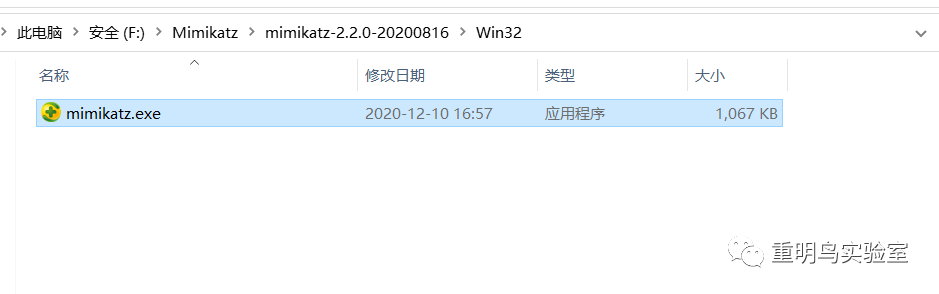 此电脑 安全 (F:) Mimikatz mimikatz-2.2.0-20200816 Win32
名称 修改日期 类型 大小
mimikatz.exe 2020-12-10 16:57 应用程序 1,067 KB
重明鸟实验室